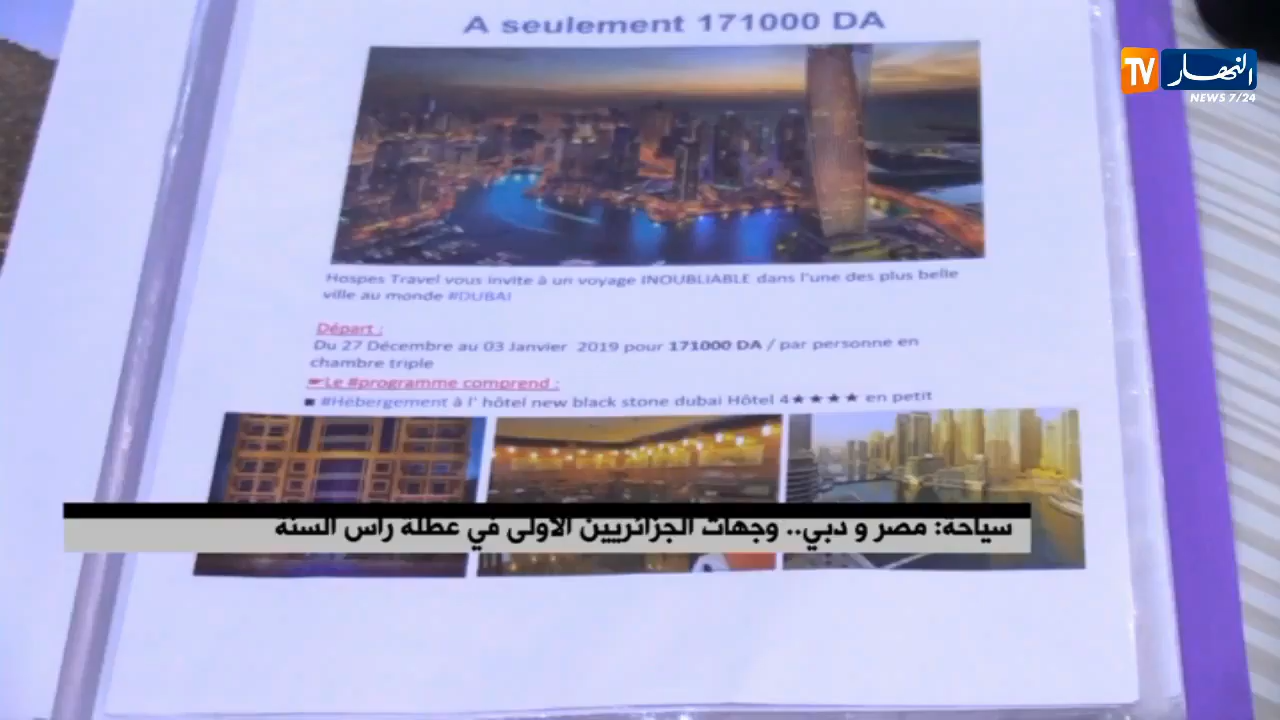 A seulement 171000 DA
TV النهار
NEWS 7/24
Hospes Travel vous invite à un voyage INOUBLIABLE dans l'une des plus belle
ville au monde #DUBAI
Départ :
Du 27 Décembre au 03 Janvier 2019 pour 171000 DA / par personne en
chambre triple
☛Le #programme comprend :
■ #Hébergement à l' hôtel new black stone dubai Hôtel 4★★★★ en petit
سياحة: مصر و دبي.. وجهات الجزائريين الأولى في عطلة رأس السنة